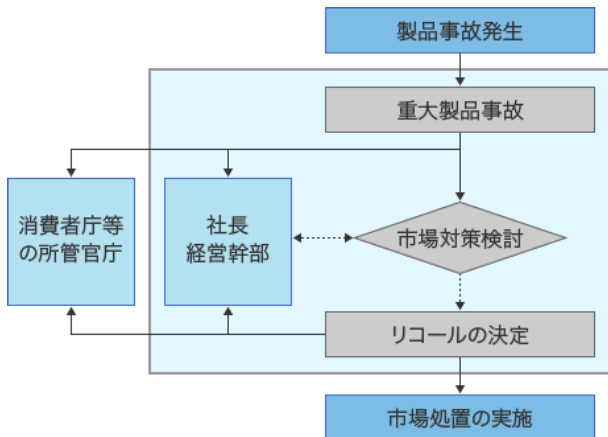 製品事故発生
重大製品事故
消費者庁等
の所管官庁
社長
経営幹部
市場対策検討
リコールの決定
市場処置の実施